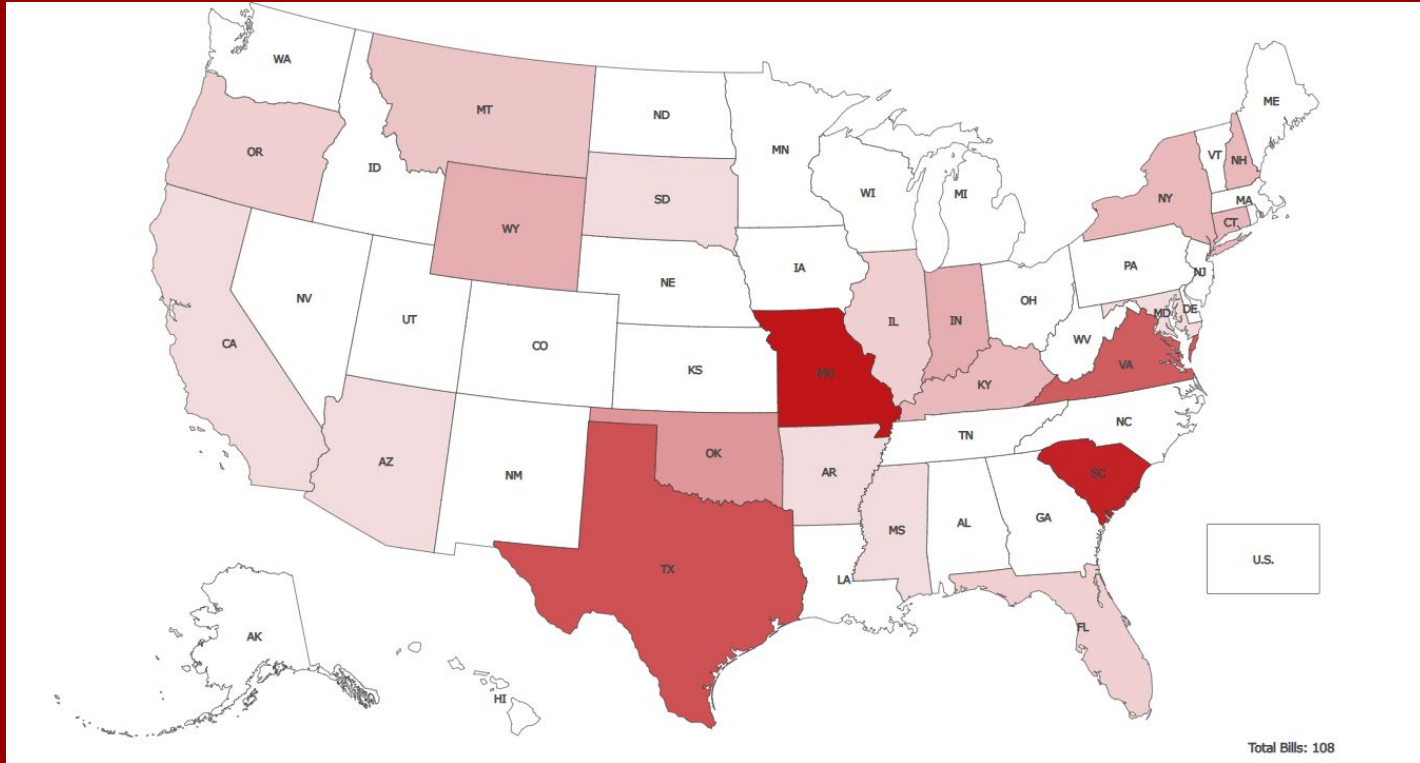 WA
MT
ND
MN
ME
OR
ID
SD
WI
MI
VT
NH
NY
MA
CT
WY
IA
NE
PA
NJ
OH
IN
IL
NV
UT
CO
KS
MO
WV
MD
DE
VA
KY
CA
AZ
NM
OK
AR
TN
NC
SC
MS
AL
GA
TX
LA
FL
AK
HI
U.S.
Total Bills: 108